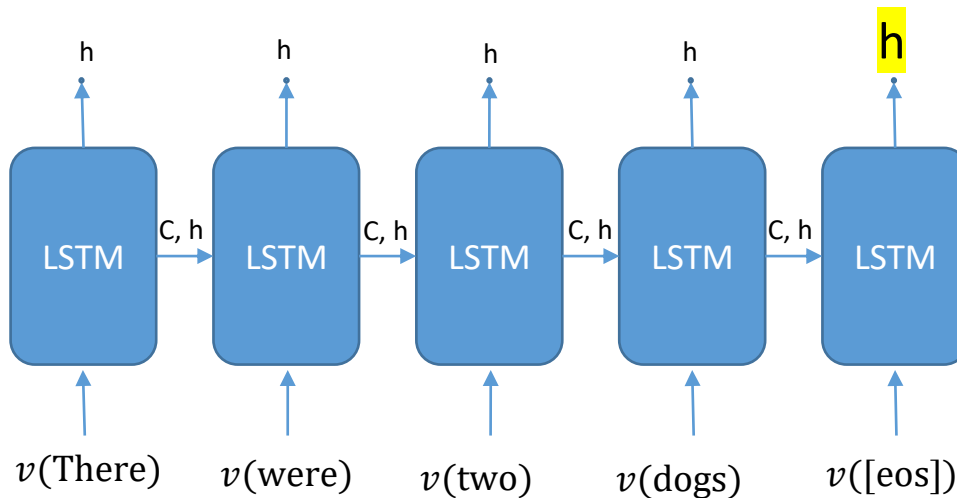 h h h h h
C, h C, h C, h C, h
LSTM LSTM LSTM LSTM LSTM
v(There) v(were) v(two) v(dogs) v([eos])